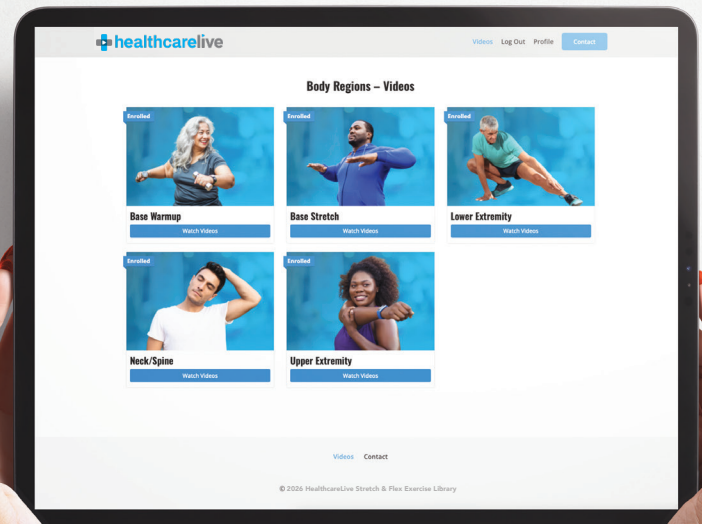 healthcarelive
Videos Log Out Profile Contact
Body Regions – Videos
Enrolled
Base Warmup
Watch Videos
Enrolled
Base Stretch
Watch Videos
Enrolled
Lower Extremity
Watch Videos
Enrolled
Neck/Spine
Watch Videos
Enrolled
Upper Extremity
Watch Videos
Videos Contact
© 2026 HealthcareLive Stretch & Flex Exercise Library